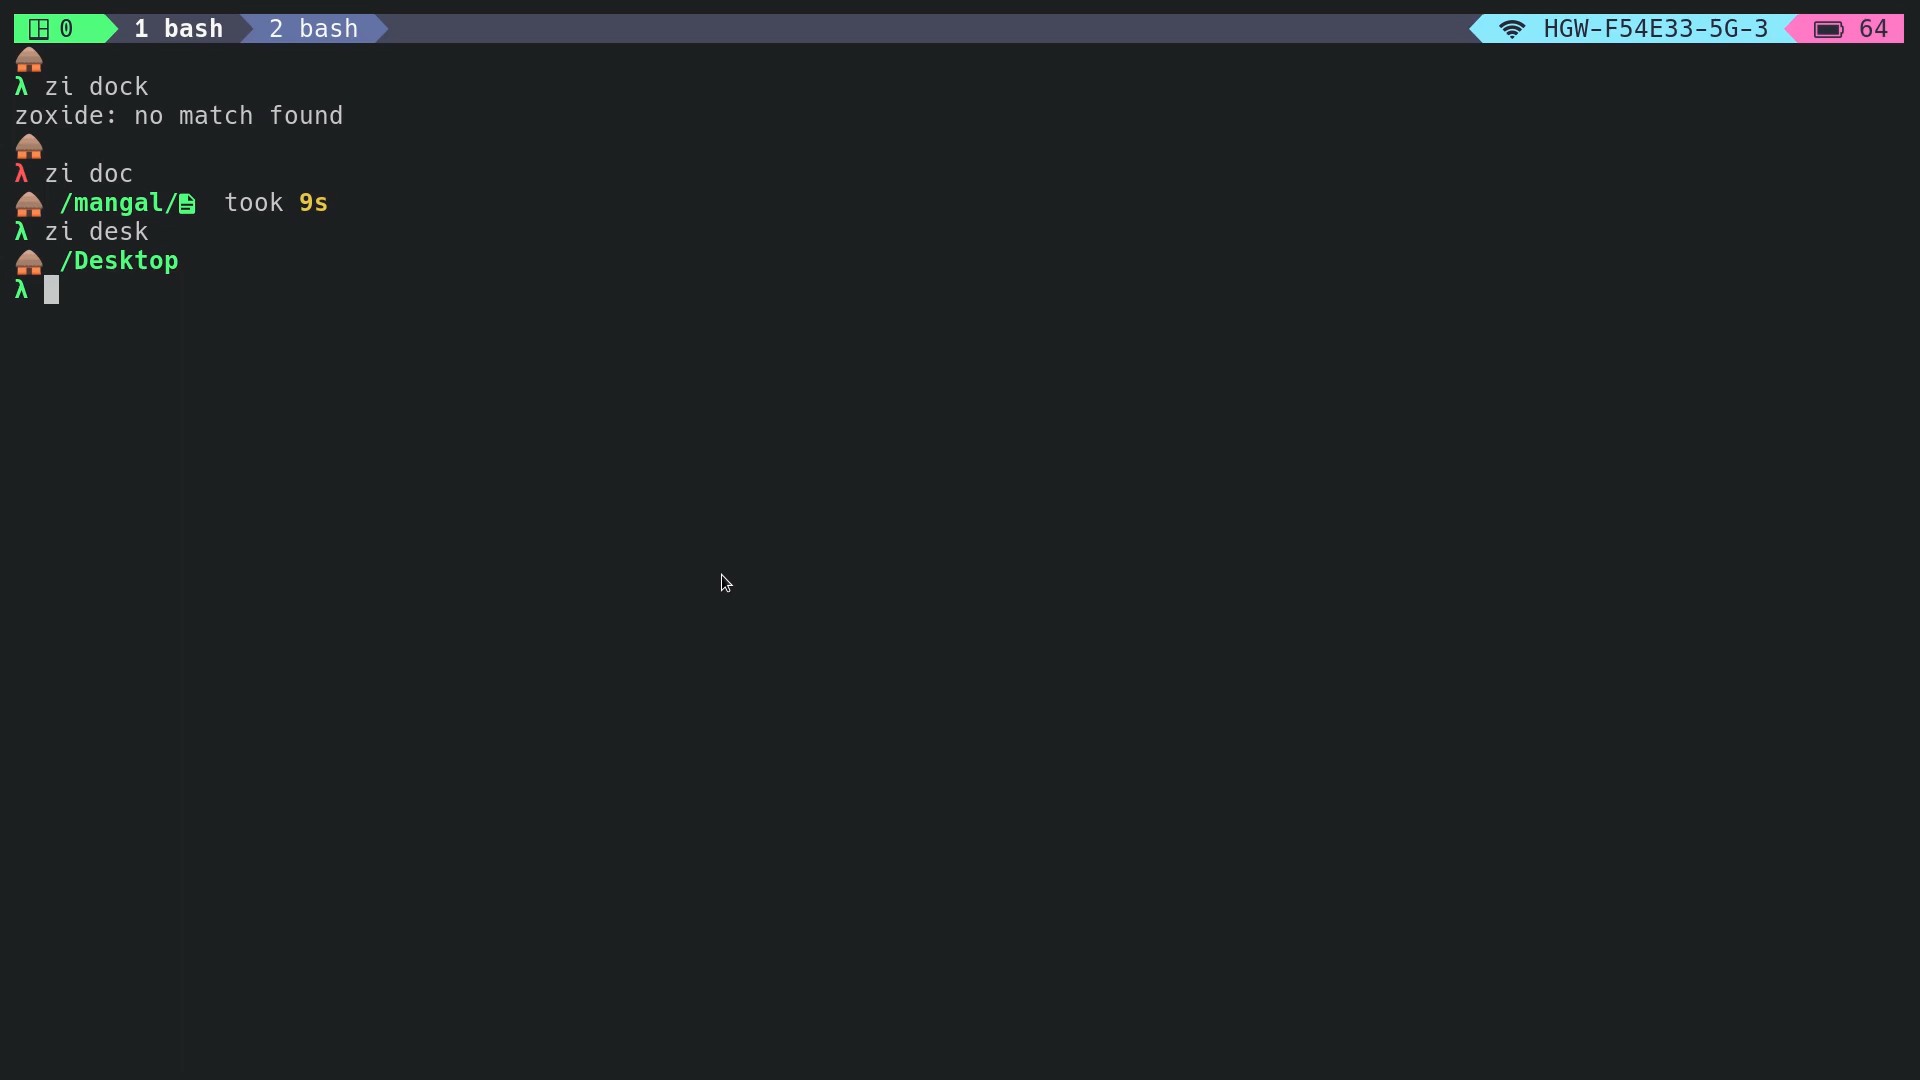 0 1 bash 2 bash HGW-F54E33-5G-3 64
λ zi dock
zoxide: no match found
λ zi doc
/mangal/ took 9s
λ zi desk
/Desktop
λ